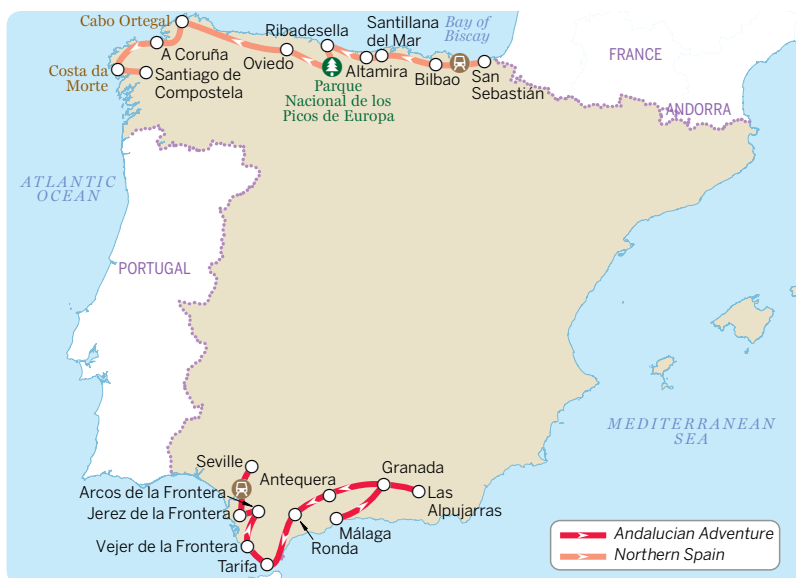 Cabo Ortegal
Ribadesella
Santillana
del Mar
Bay of
Biscay
A Coruña
Oviedo
Altamira
Bilbao
San
Sebastián
FRANCE
ANDORRA
Costa da
Morte
Santiago de
Compostela
Parque
Nacional de los
Picos de Europa
ATLANTIC
OCEAN
PORTUGAL
MEDITERRANEAN
SEA
Seville
Antequera
Granada
Arcos de la Frontera
Las
Alpujarras
Jerez de la Frontera
Málaga
Ronda
Vejer de la Frontera
Tarifa
Andalucian Adventure
Northern Spain